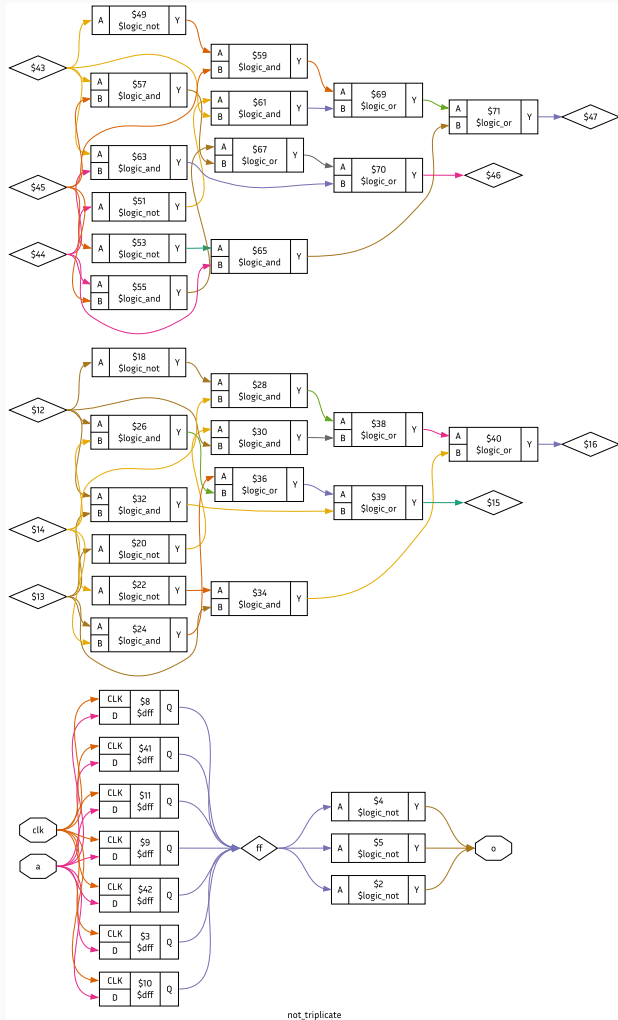 $49
A $logic_not Y
$43
A $59 Y
B $logic_and
A $57 Y
B $logic_and
A $69 Y
B $logic_or
A $61 Y
B $logic_and
A $71 Y
B $logic_or
$47
A $67 Y
B $logic_or
A $63 Y
B $logic_and
A $70 Y
B $logic_or
$46
$45
A $51 Y
$logic_not
A $53 Y
$logic_not
$44
A $65 Y
B $logic_and
A $55 Y
B $logic_and
A $18 Y
$logic_not
$12
A $28 Y
B $logic_and
A $26 Y
B $logic_and
A $38 Y
B $logic_or
A $30 Y
B $logic_and
A $40 Y
B $logic_or
$16
A $36 Y
B $logic_or
A $32 Y
B $logic_and
A $39 Y
B $logic_or
$15
$14
A $20 Y
$logic_not
A $22 Y
$logic_not
$13
A $34 Y
B $logic_and
A $24 Y
B $logic_and
CLK $8 Q
D $dff
CLK $41 Q
D $dff
CLK $11 Q
D $dff
A $4 Y
$logic_not
clk
CLK $9 Q
D $dff
ff
A $5 Y
$logic_not
o
a
CLK $42 Q
D $dff
A $2 Y
$logic_not
CLK $3 Q
D $dff
CLK $10 Q
D $dff
not_triplicate